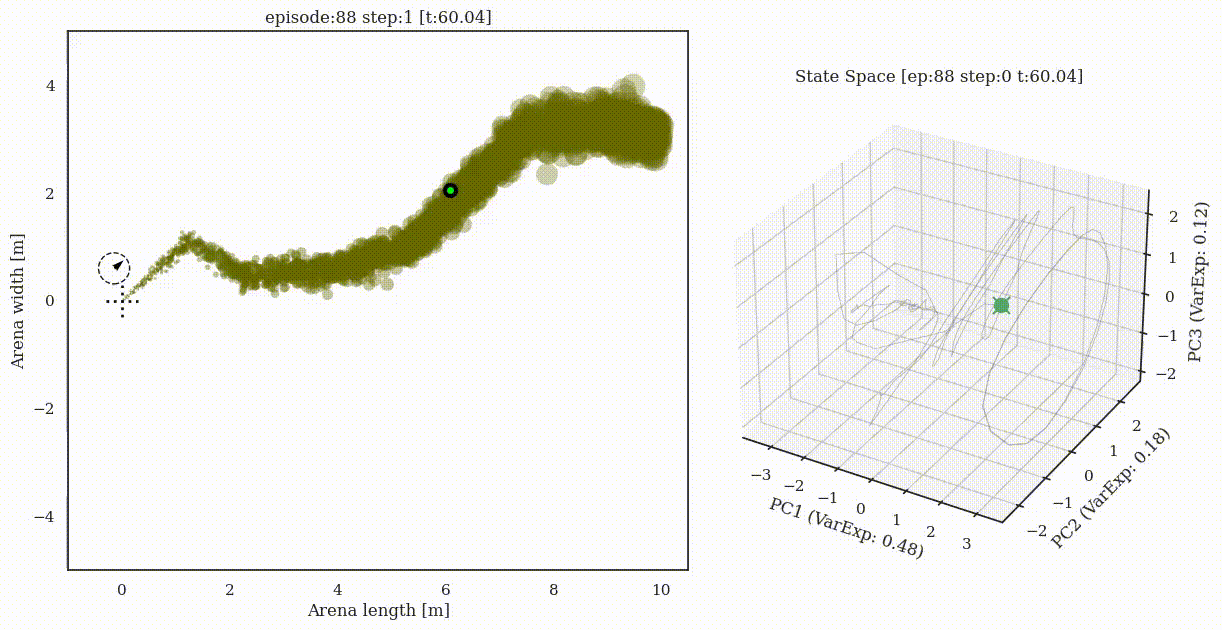 episode:88 step:1 [t:60.04]
4
2
0
−2
−4
Arena width [m]
0 2 4 6 8 10
Arena length [m]
State Space [ep:88 step:0 t:60.04]
2
1
0
−1
−2
PC3 (VarExp: 0.12)
−3 −2 −1 0 1 2 3
PC1 (VarExp: 0.48)
−2 −1 0 1 2
PC2 (VarExp: 0.18)